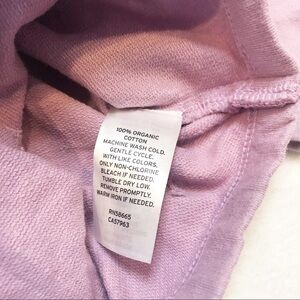 100% ORGANIC
COTTON
MACHINE WASH COLD.
GENTLE CYCLE.
WITH LIKE COLORS.
ONLY NON-CHLORINE
BLEACH IF NEEDED.
TUMBLE DRY LOW.
REMOVE PROMPTLY.
WARM IRON IF NEEDED.
RN58665
CA57963